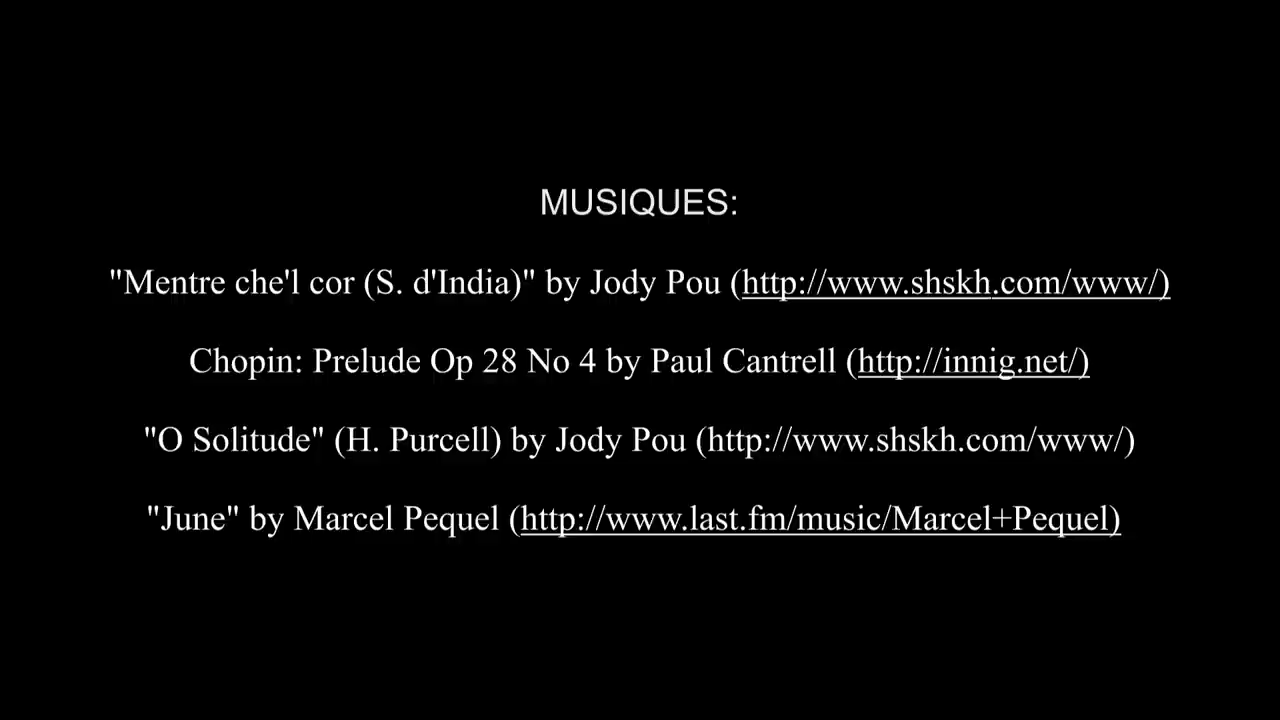 MUSIQUES:
"Mentre che'l cor (S. d'India)" by Jody Pou (http://www.shskh.com/www/)
Chopin: Prelude Op 28 No 4 by Paul Cantrell (http://innig.net/)
"O Solitude" (H. Purcell) by Jody Pou (http://www.shskh.com/www/)
"June" by Marcel Pequel (http://www.last.fm/music/Marcel+Pequel)